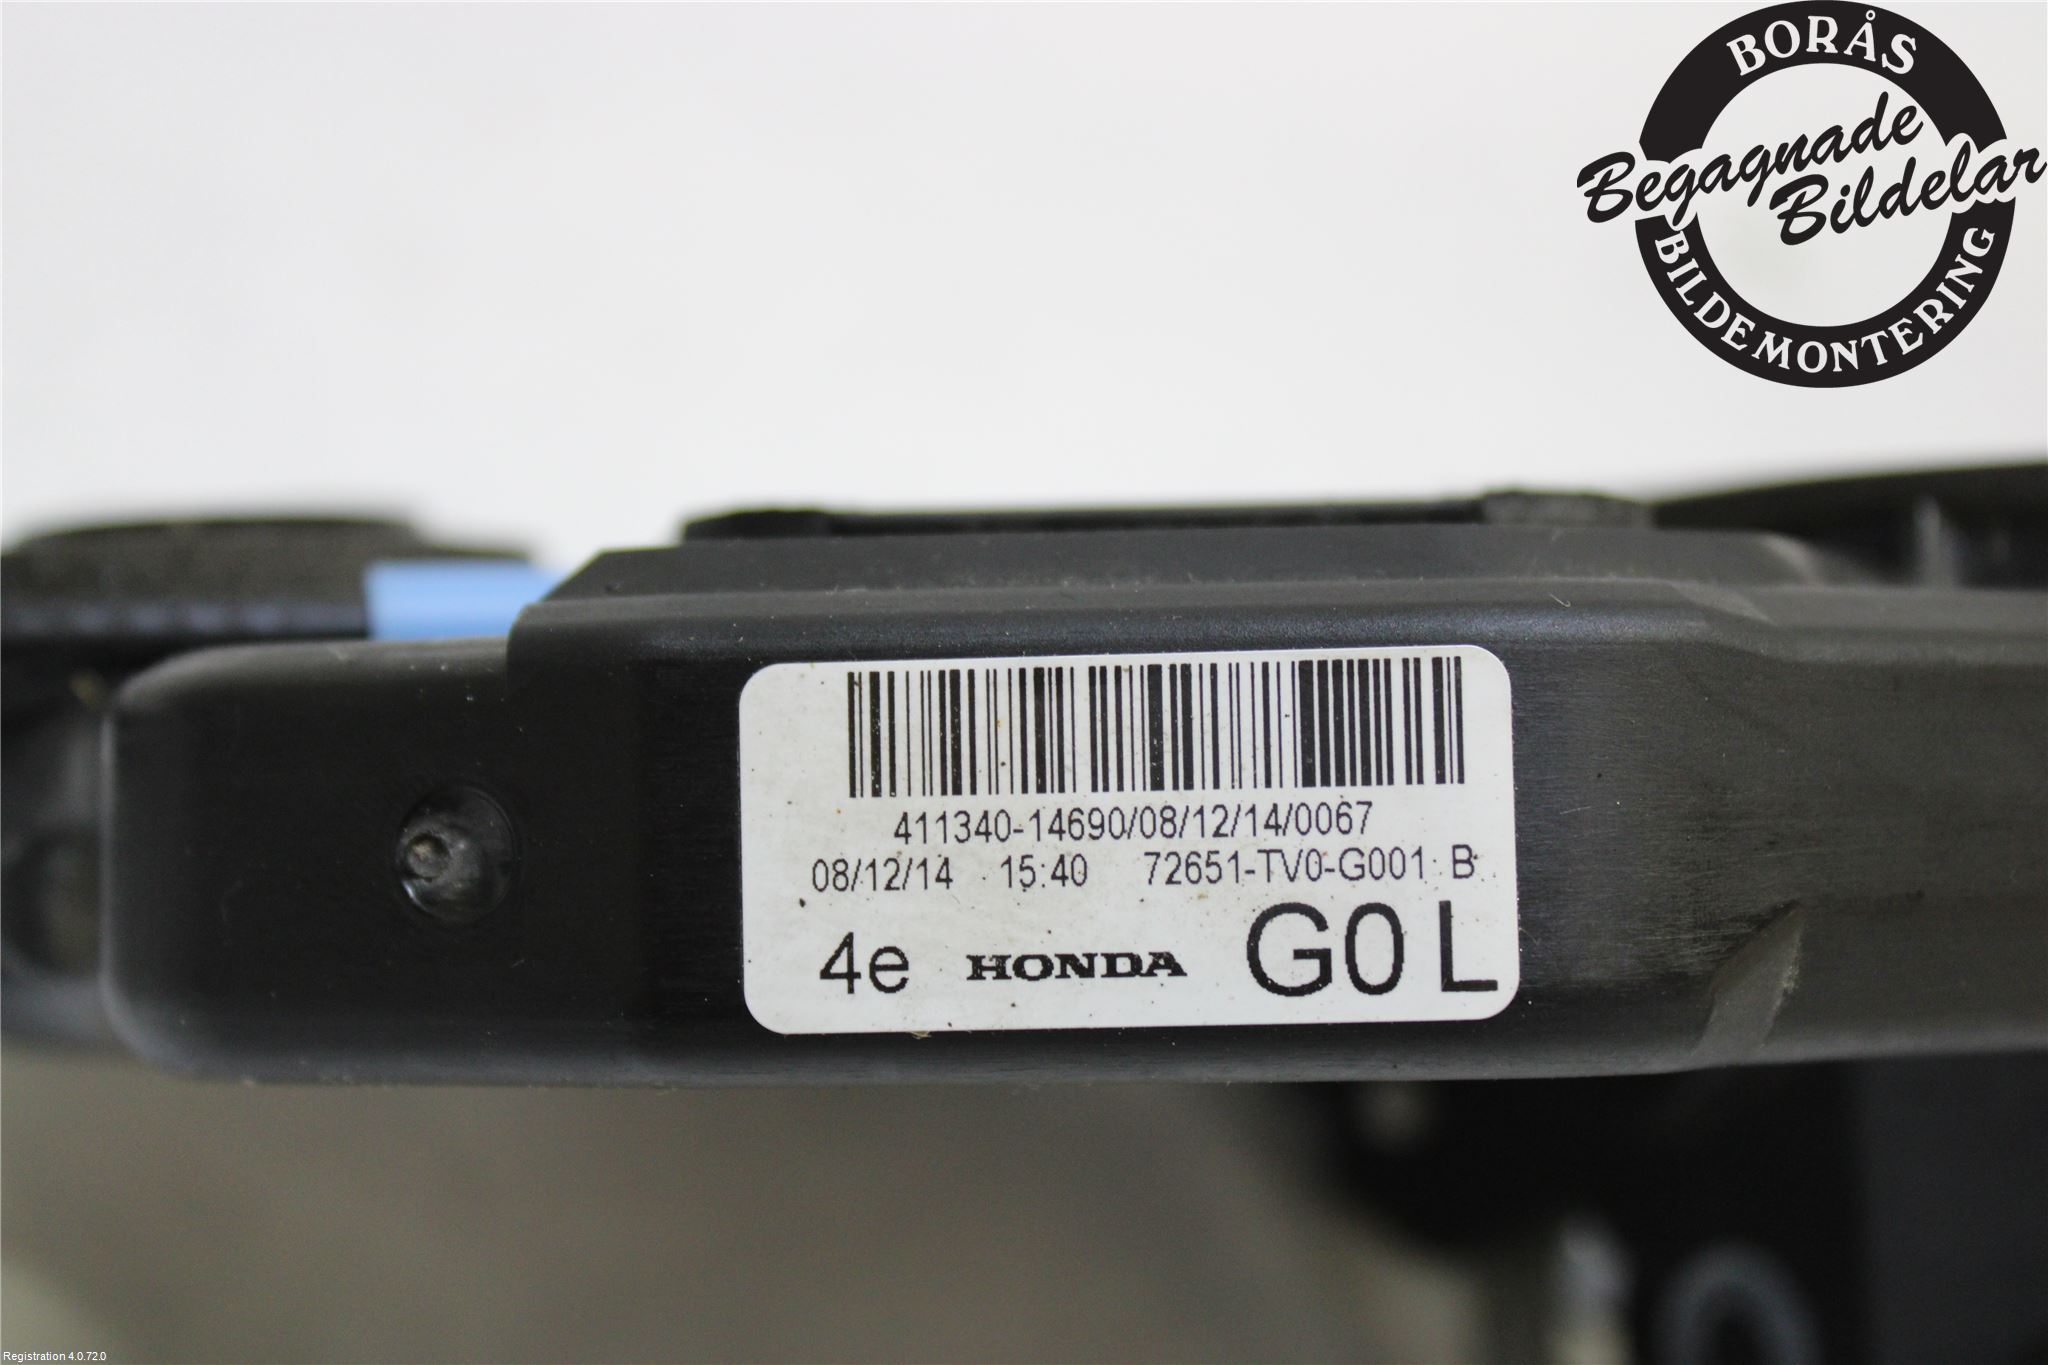 BORÅS
Begagnade
Bildelar
BILDEMONTERING
411340-14690/08/12/14/0067
08/12/14 15:40 72651-TV0-G001 B
4e HONDA G0 L
Registration 4.0.72.0